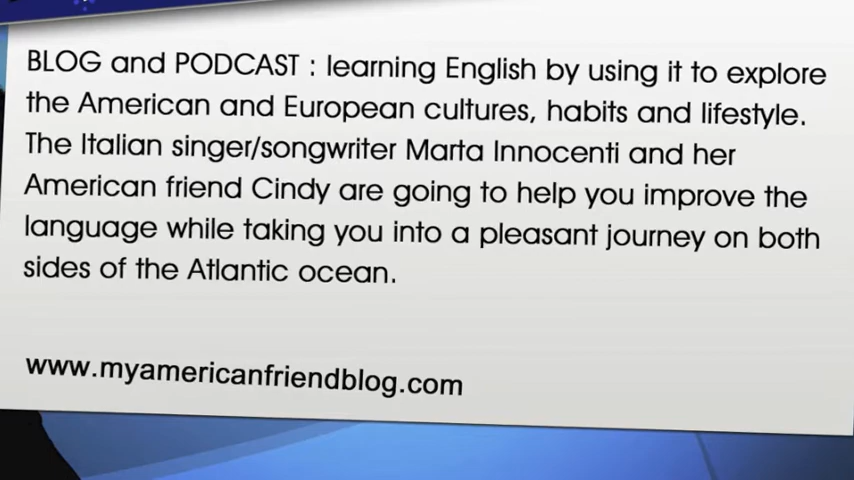 BLOG and PODCAST : learning English by using it to explore
the American and European cultures, habits and lifestyle.
The Italian singer/songwriter Marta Innocenti and her
American friend Cindy are going to help you improve the
language while taking you into a pleasant journey on both
sides of the Atlantic ocean.
www.myamericanfriendblog.com